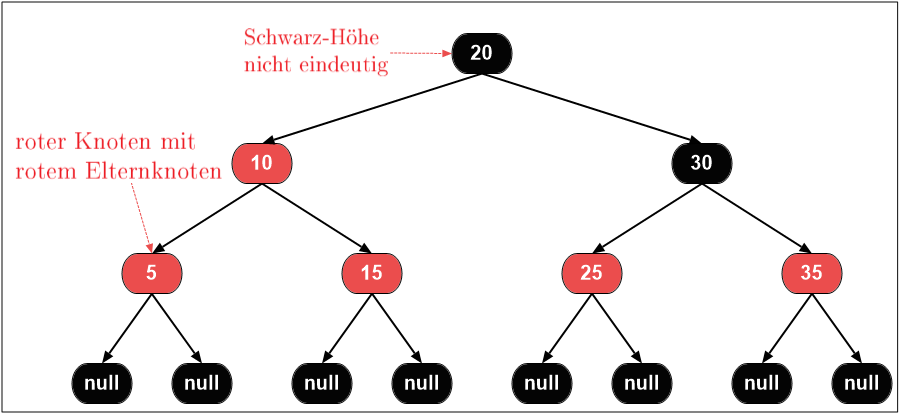 Schwarz-Höhe
nicht eindeutig
20
roter Knoten mit
rotem Elternknoten
10
30
5
15
25
35
null
null
null
null
null
null
null
null